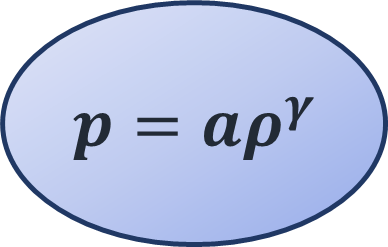 𝒑 = 𝒂𝝆^𝜸